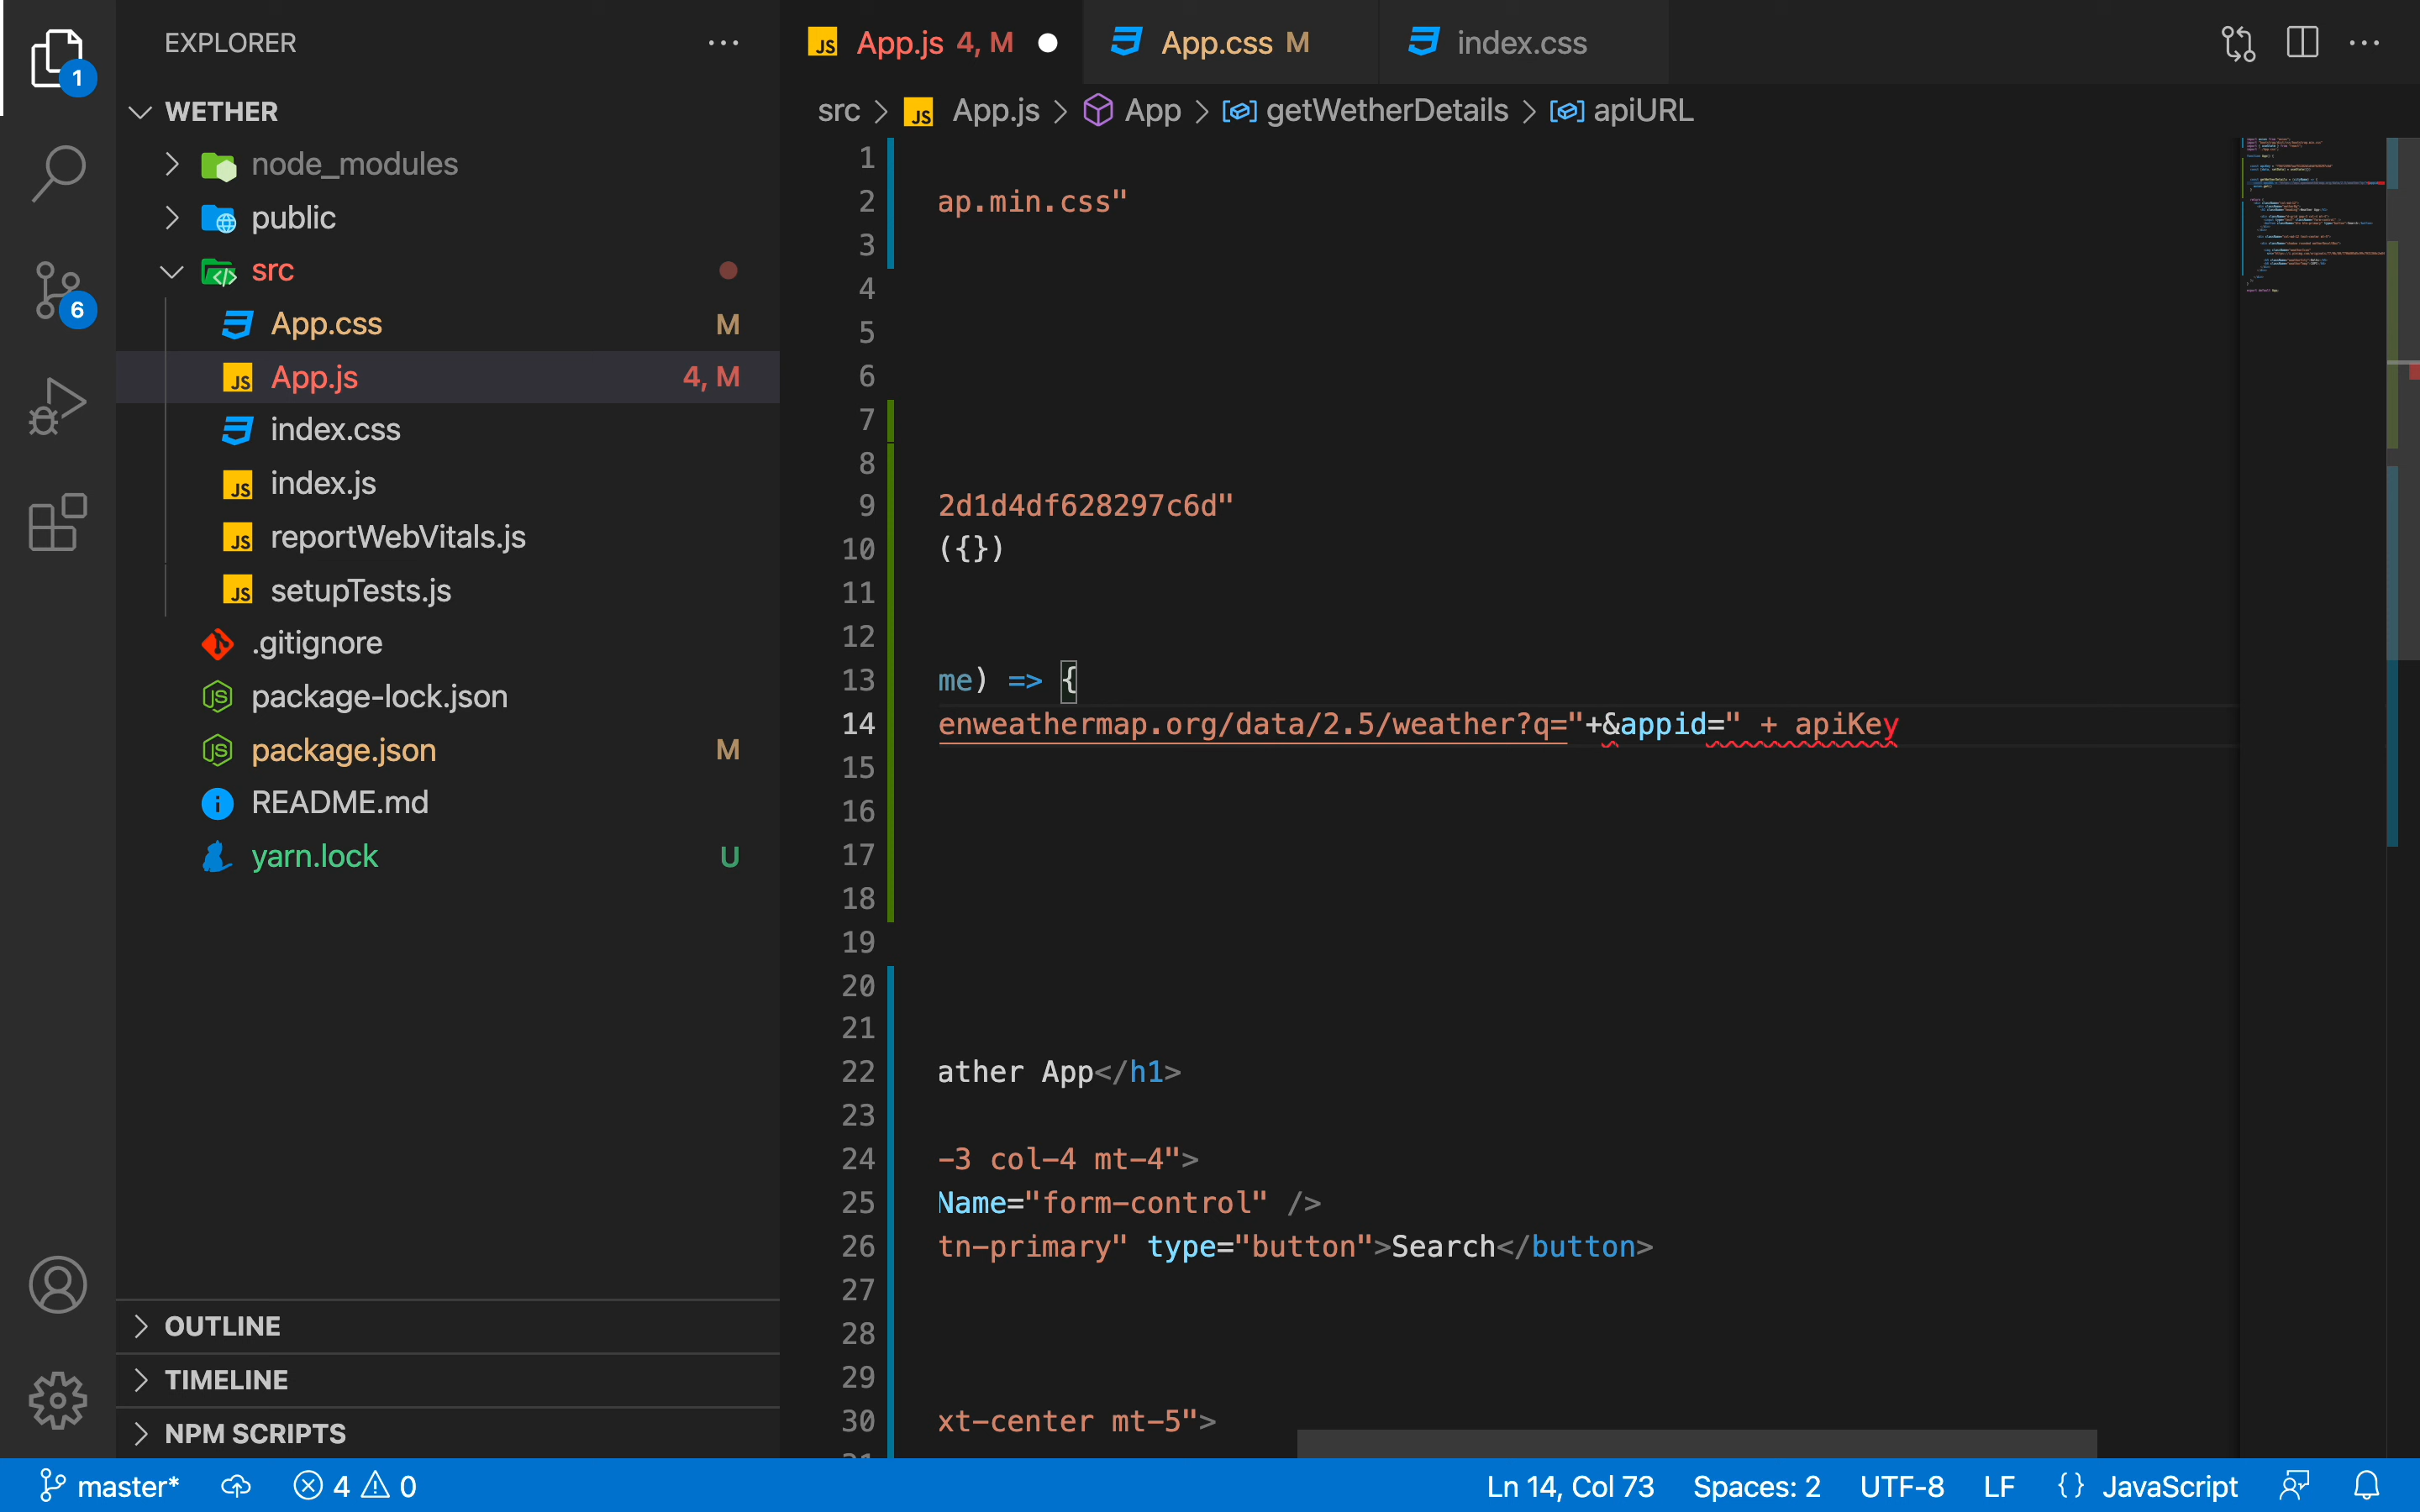 1
EXPLORER
App.js 4, M
App.css M
index.css
WETHER
src > App.js > App > getWetherDetails > apiURL
node_modules
public
src
App.css M
App.js 4, M
index.css
index.js
reportWebVitals.js
setupTests.js
.gitignore
package-lock.json
package.json M
README.md
yarn.lock U
6
OUTLINE
TIMELINE
NPM SCRIPTS
1
2 ap.min.css"
3
4
5
6
7
8
9 2d1d4df628297c6d"
10 ({})
11
12
13 me) => {
14 enweathermap.org/data/2.5/weather?q="+&appid=" + apiKey
15
16
17
18
19
20
21
22 ather App</h1>
23
24 -3 col-4 mt-4">
25 Name="form-control" />
26 tn-primary" type="button">Search</button>
27
28
29
30 xt-center mt-5">
master* 4 0 Ln 14, Col 73 Spaces: 2 UTF-8 LF {} JavaScript